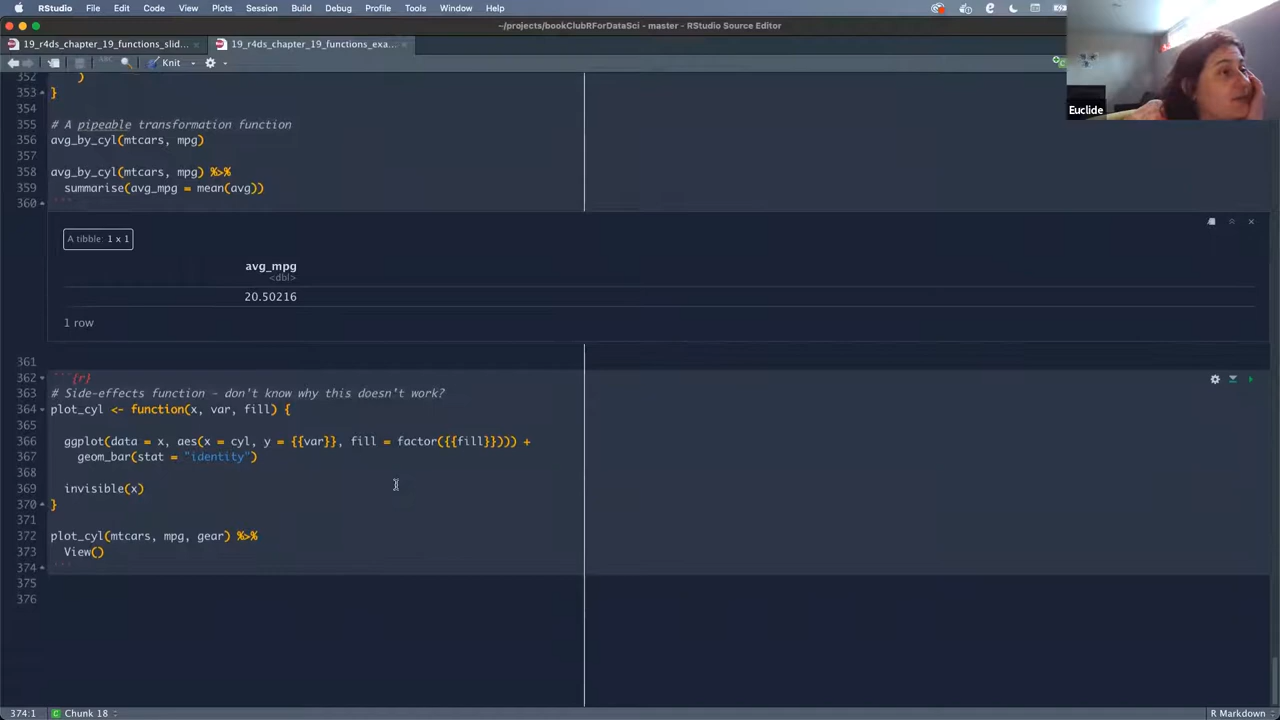 RStudio File Edit Code View Plots Session Build Debug Profile Tools Window Help
~/projects/bookClubRForDataSci - master - RStudio Source Editor
19_r4ds_chapter_19_functions_slid... 19_r4ds_chapter_19_functions_exa...
ABC Knit
Euclide
352 )
353 }
354
355 # A pipeable transformation function
356 avg_by_cyl(mtcars, mpg)
357
358 avg_by_cyl(mtcars, mpg) %>%
359 summarise(avg_mpg = mean(avg))
360 ```
A tibble: 1 x 1
avg_mpg
<dbl>
20.50216
1 row
361
362 ```{r}
363 # Side-effects function - don't know why this doesn't work?
364 plot_cyl <- function(x, var, fill) {
365
366 ggplot(data = x, aes(x = cyl, y = {{var}}, fill = factor({{fill}}))) +
367 geom_bar(stat = "identity")
368
369 invisible(x)
370 }
371
372 plot_cyl(mtcars, mpg, gear) %>%
373 View()
374 ```
375
376
374:1 C Chunk 18 R Markdown